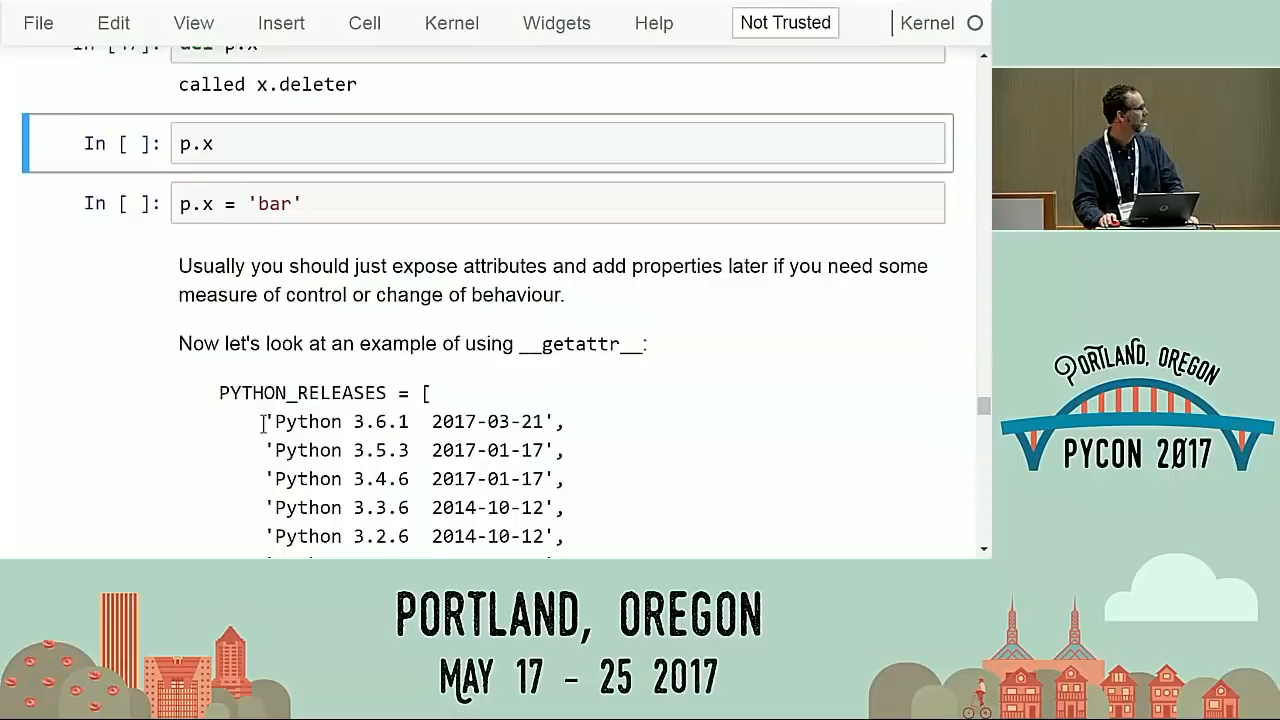 File Edit View Insert Cell Kernel Widgets Help Not Trusted Kernel
del p.x
called x.deleter
In [ ]: p.x
In [ ]: p.x = 'bar'
Usually you should just expose attributes and add properties later if you need some
measure of control or change of behaviour.
Now let's look at an example of using __getattr__:
PYTHON_RELEASES = [
'Python 3.6.1 2017-03-21',
'Python 3.5.3 2017-01-17',
'Python 3.4.6 2017-01-17',
'Python 3.3.6 2014-10-12',
'Python 3.2.6 2014-10-12',
PORTLAND, OREGON
PYCON 2017
PORTLAND, OREGON
MAY 17 - 25 2017